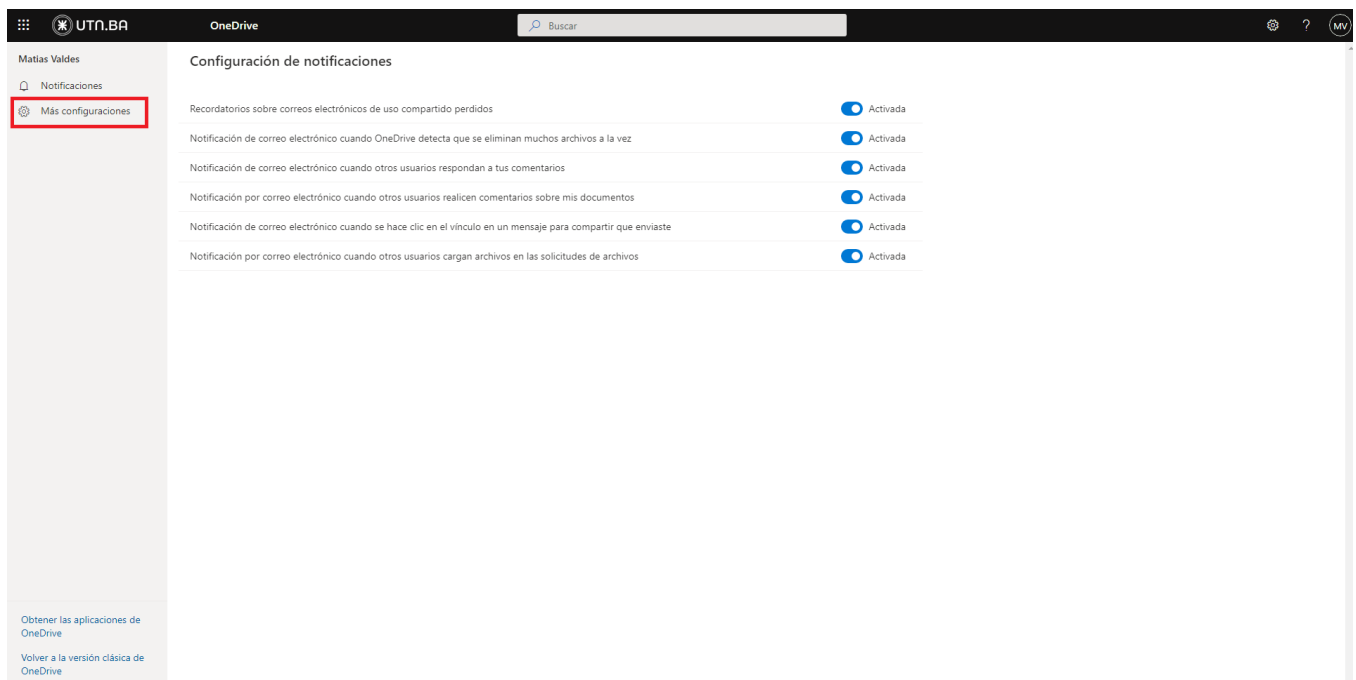 UTN.BA
OneDrive
Buscar
?
MV
Matias Valdes
Notificaciones
Más configuraciones
Configuración de notificaciones
Recordatorios sobre correos electrónicos de uso compartido perdidos
Activada
Notificación de correo electrónico cuando OneDrive detecta que se eliminan muchos archivos a la vez
Activada
Notificación de correo electrónico cuando otros usuarios respondan a tus comentarios
Activada
Notificación por correo electrónico cuando otros usuarios realicen comentarios sobre mis documentos
Activada
Notificación de correo electrónico cuando se hace clic en el vínculo en un mensaje para compartir que enviaste
Activada
Notificación por correo electrónico cuando otros usuarios cargan archivos en las solicitudes de archivos
Activada
Obtener las aplicaciones de
OneDrive
Volver a la versión clásica de
OneDrive